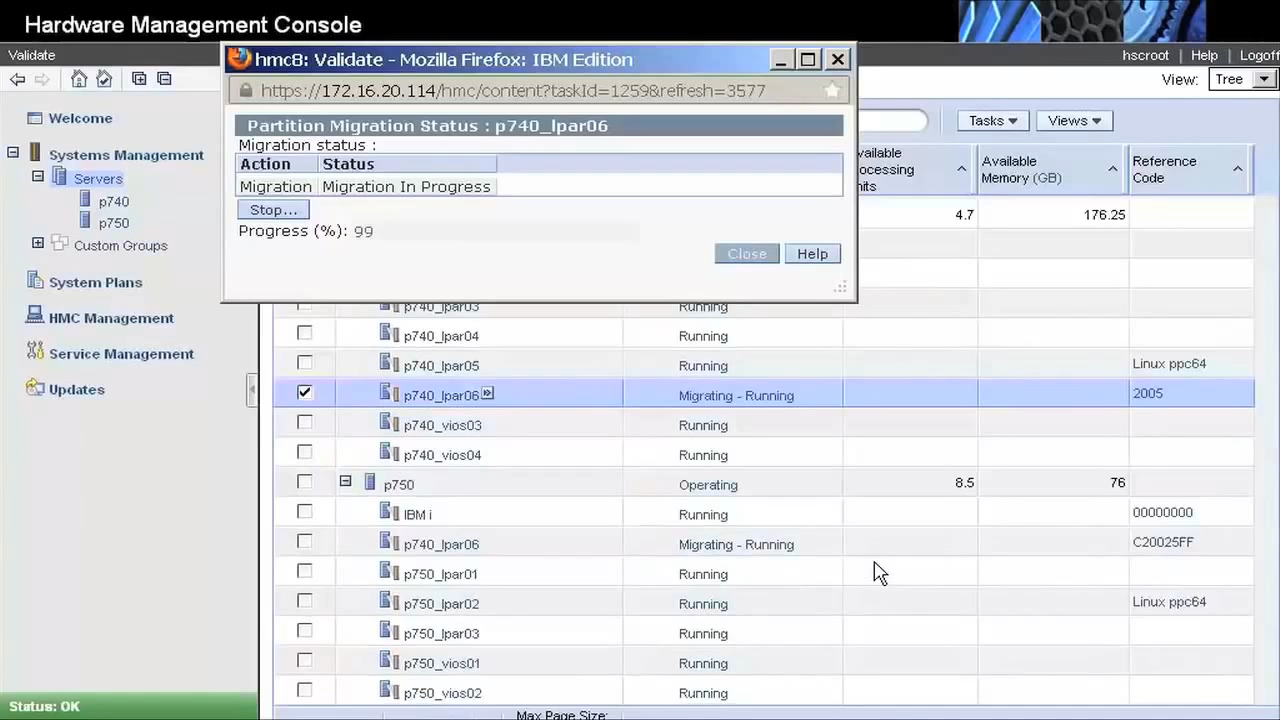 Hardware Management Console
Validate
hscroot | Help | Logoff
View: Tree
hmc8: Validate - Mozilla Firefox: IBM Edition
https://172.16.20.114/hmc/content?taskId=1259&refresh=3577
Partition Migration Status : p740_lpar06
Migration status :
Action Status
Migration Migration In Progress
Stop...
Progress (%): 99
Close Help
Welcome
Systems Management
Servers
p740
p750
Custom Groups
System Plans
HMC Management
Service Management
Updates
Tasks Views
Available Memory (GB)
Reference Code
4.7 176.25
p740_lpar03 Running
p740_lpar04 Running
p740_lpar05 Running Linux ppc64
p740_lpar06 Migrating - Running 2005
p740_vios03 Running
p740_vios04 Running
p750 Operating 8.5 76
IBM i Running 00000000
p740_lpar06 Migrating - Running C20025FF
p750_lpar01 Running
p750_lpar02 Running Linux ppc64
p750_lpar03 Running
p750_vios01 Running
p750_vios02 Running
Max Page Size:
Status: OK